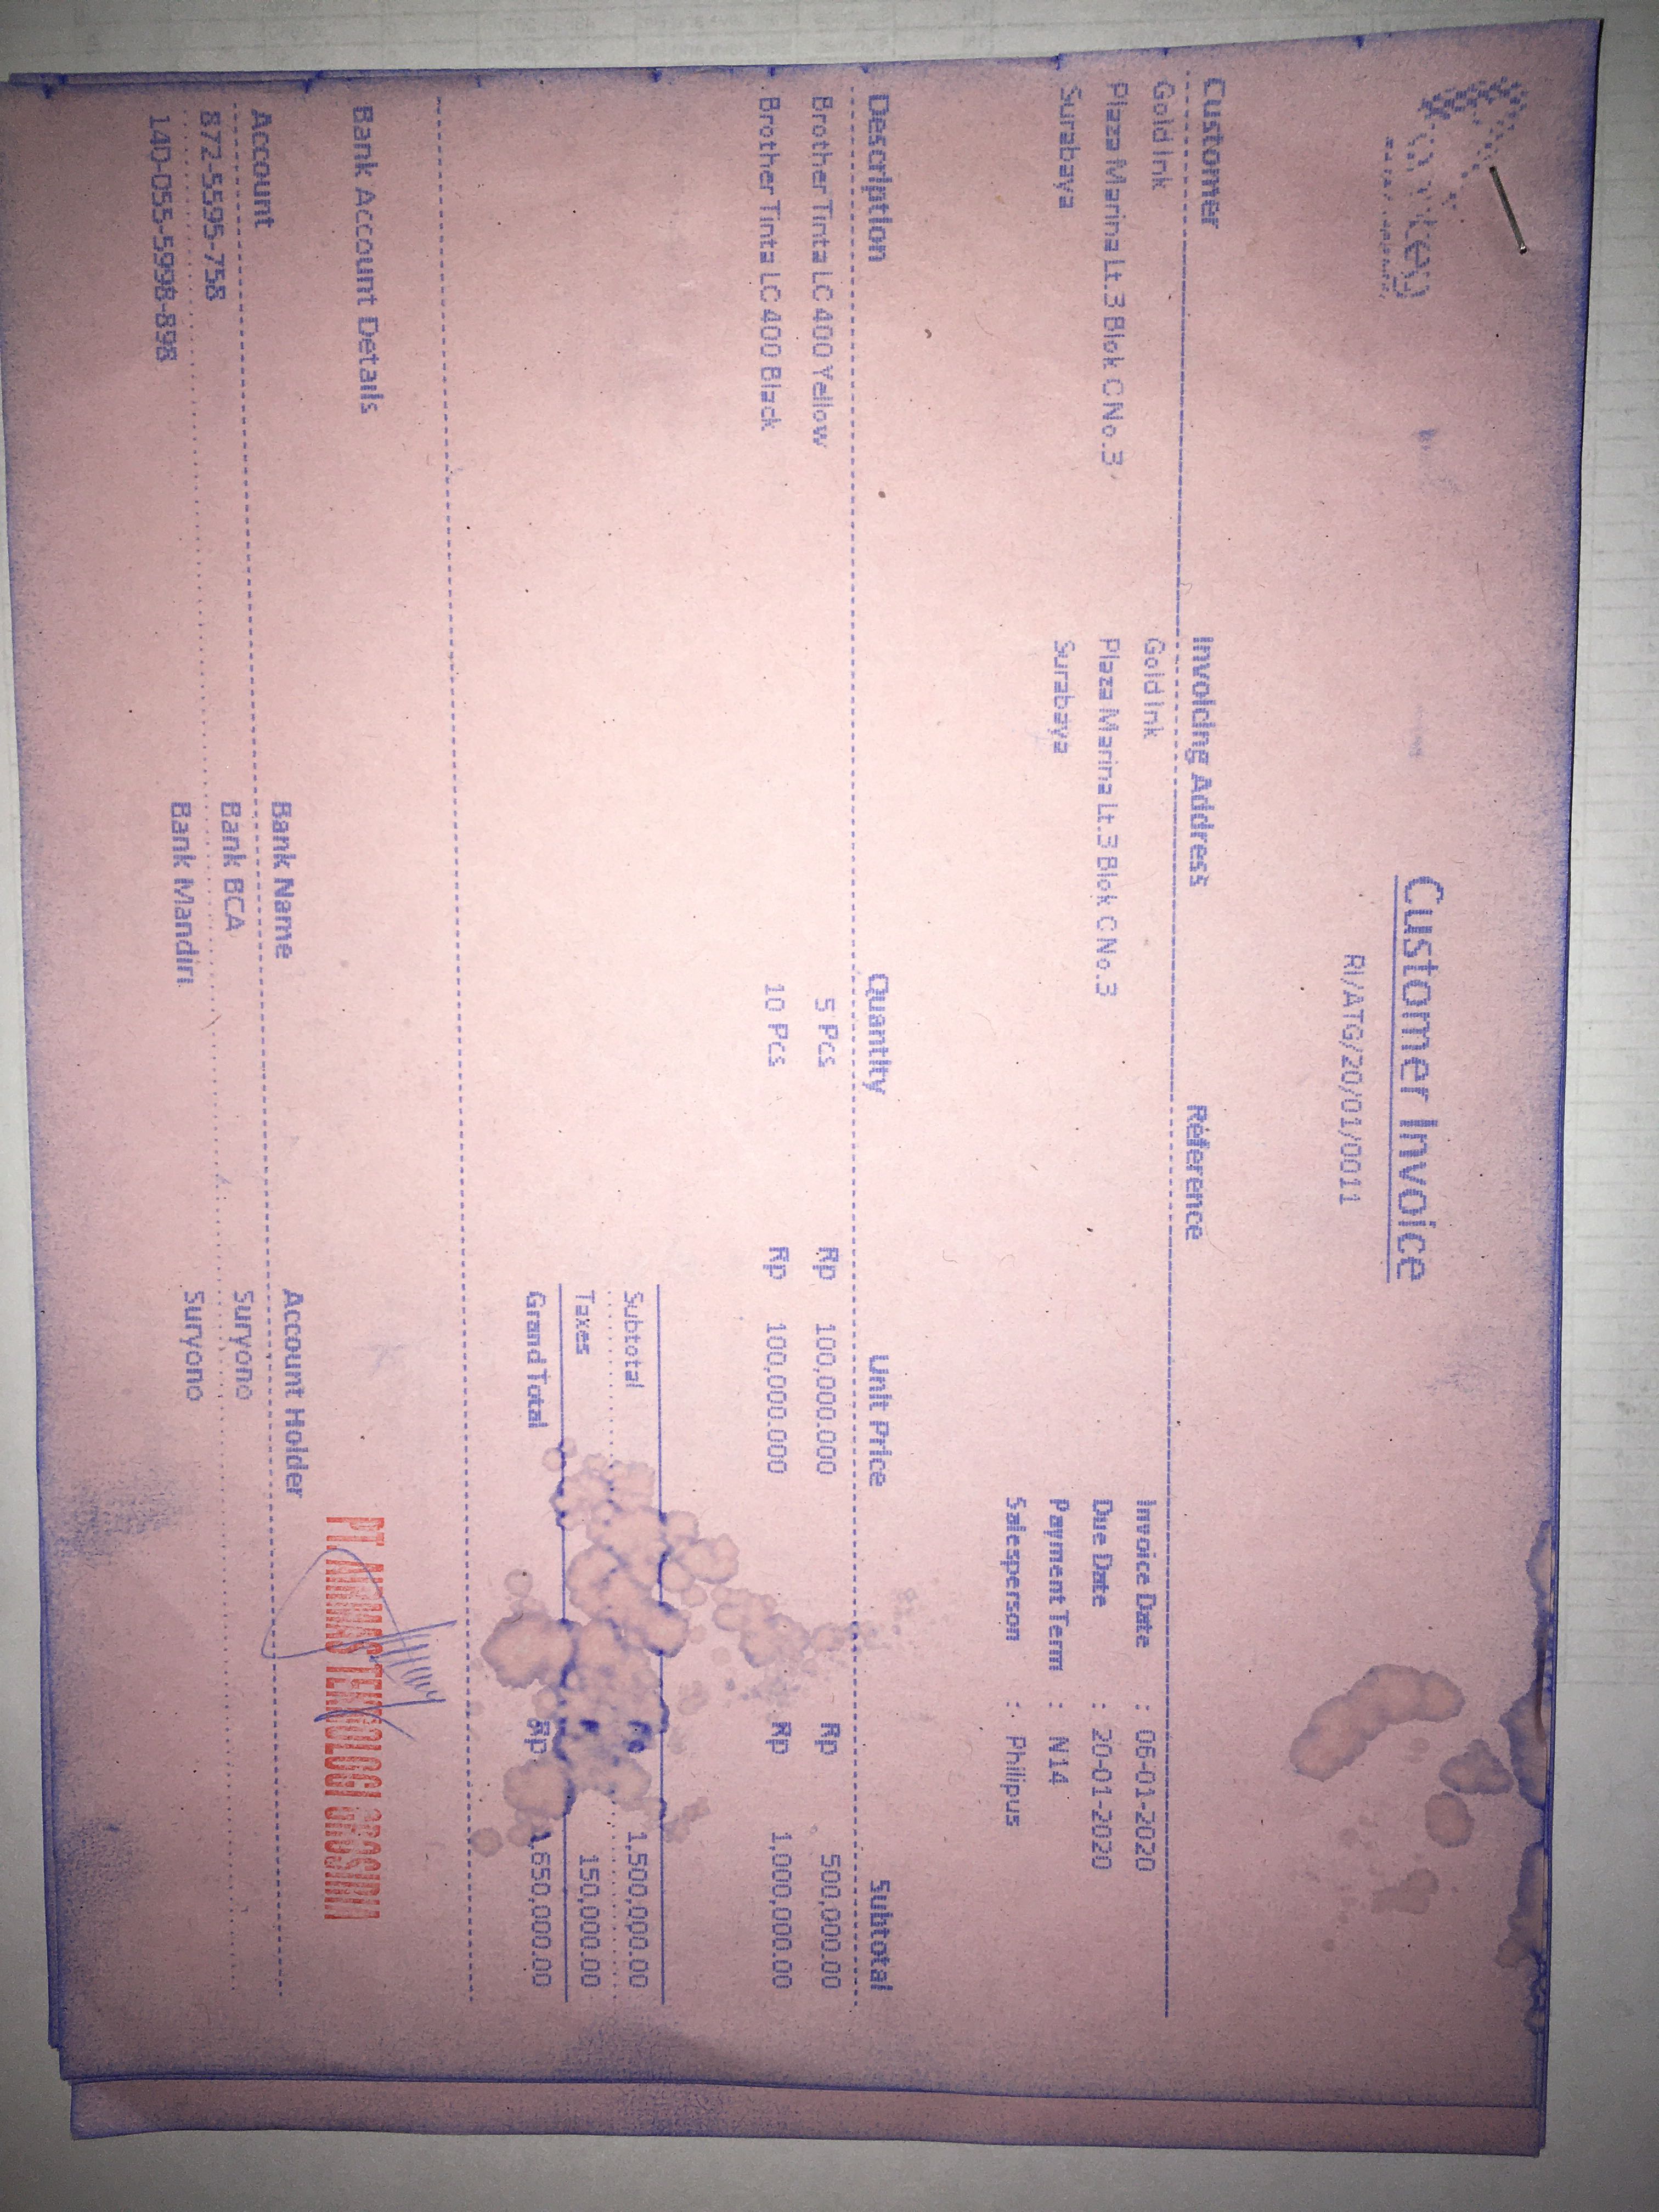 Customer Invoice
RI/ATG/20/01/0011
Customer Invoicing Address Reference
Gold Ink Gold Ink Invoice Date : 06-01-2020
Plaza Marina Lt.3 Blok C No.3 Plaza Marina Lt.3 Blok C No.3 Due Date : 20-01-2020
Surabaya Surabaya Payment Term : N14
Salesperson : Philipus
Description Quantity Unit Price Subtotal
Brother Tinta LC 400 Yellow 5 Pcs Rp 100,000.000 Rp 500,000.00
Brother Tinta LC 400 Black 10 Pcs Rp 100,000.000 Rp 1,000,000.00
Subtotal 1,500,000.00
Taxes 150,000.00
Grand Total Rp 1,650,000.00
Bank Account Details
PT. ANMAS TEKNOLOGI GROSINDA
Account Bank Name Account Holder
872-5595-758 Bank BCA Suryono
140-055-5998-898 Bank Mandiri Suryono